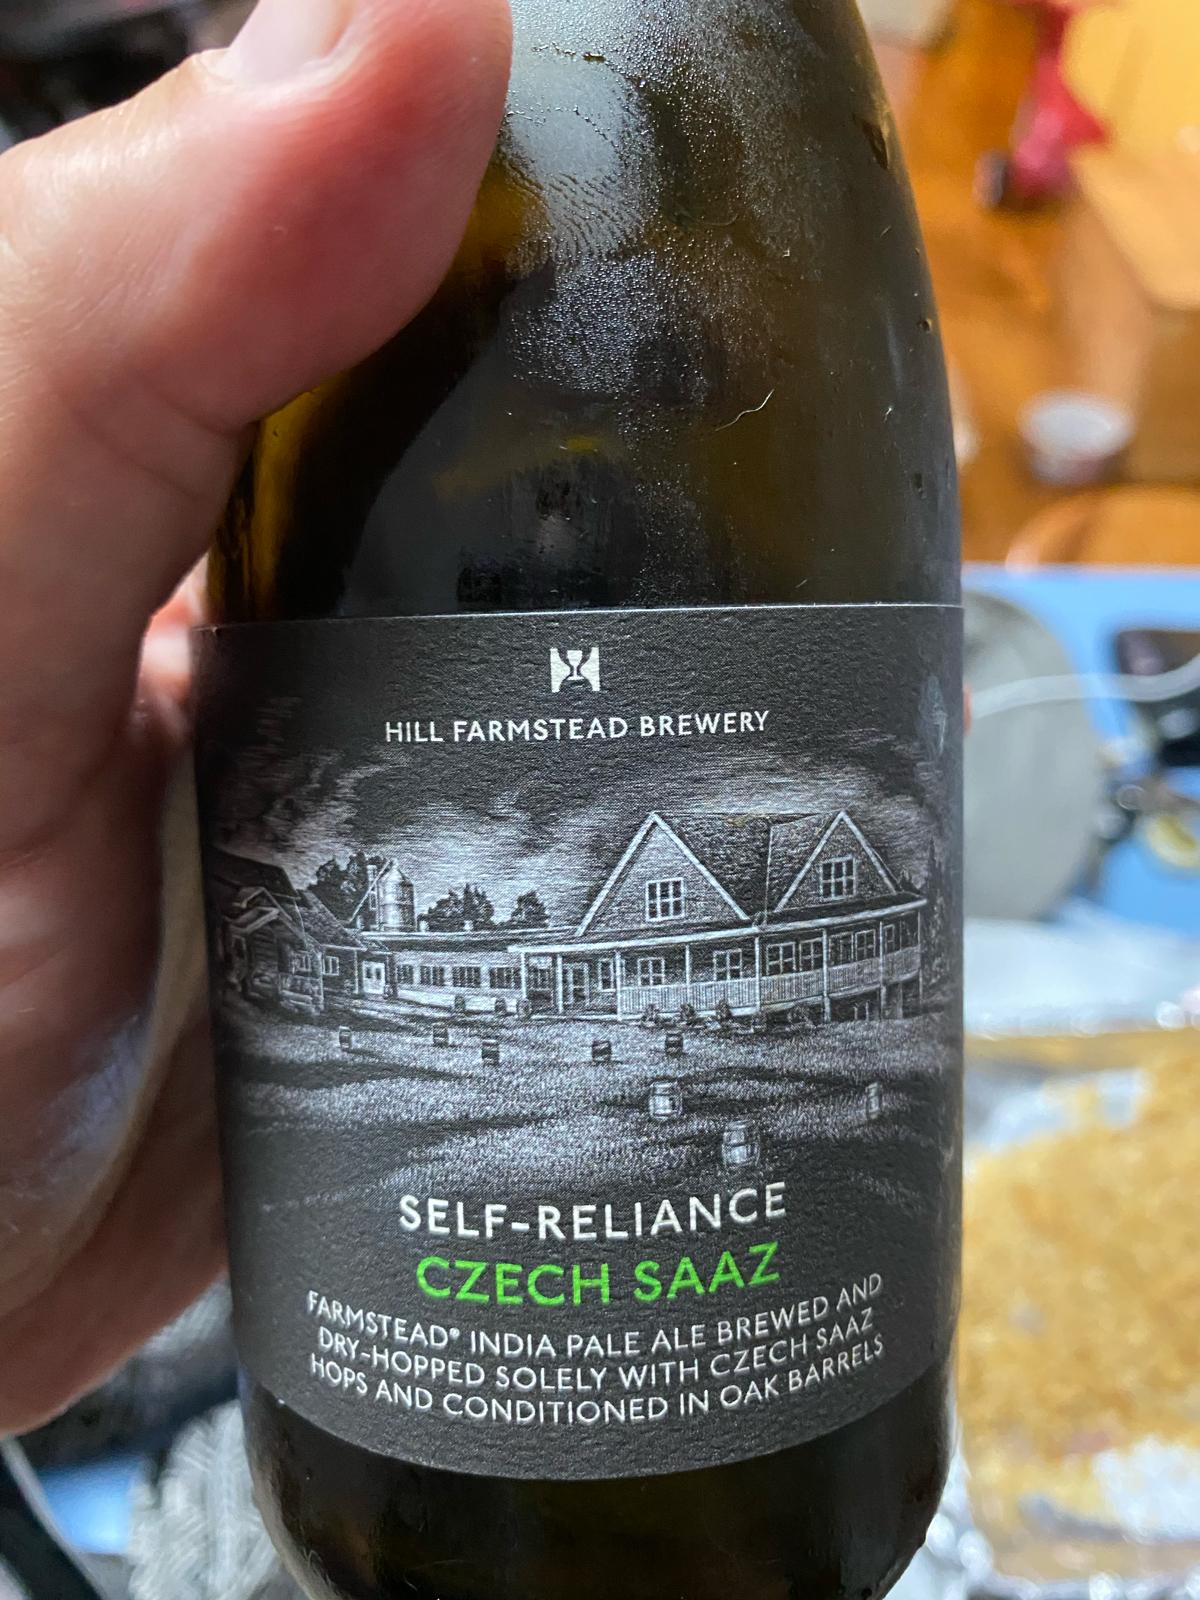 HILL FARMSTEAD BREWERY
SELF-RELIANCE
CZECH SAAZ
FARMSTEAD® INDIA PALE ALE BREWED AND
DRY-HOPPED SOLELY WITH CZECH SAAZ
HOPS AND CONDITIONED IN OAK BARRELS